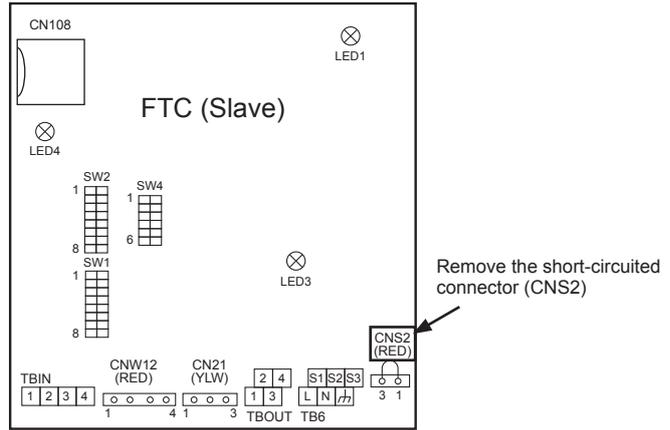 CN108
LED1
FTC (Slave)
LED4
SW2
1
8
SW4
1
6
SW1
1
8
LED3
Remove the short-circuited
connector (CNS2)
CNS2
(RED)
3 1
TBIN
1 2 3 4
CNW12
(RED)
1 4
CN21
(YLW)
1 3
2 4
1 3
TBOUT
S1 S2 S3
L N
TB6